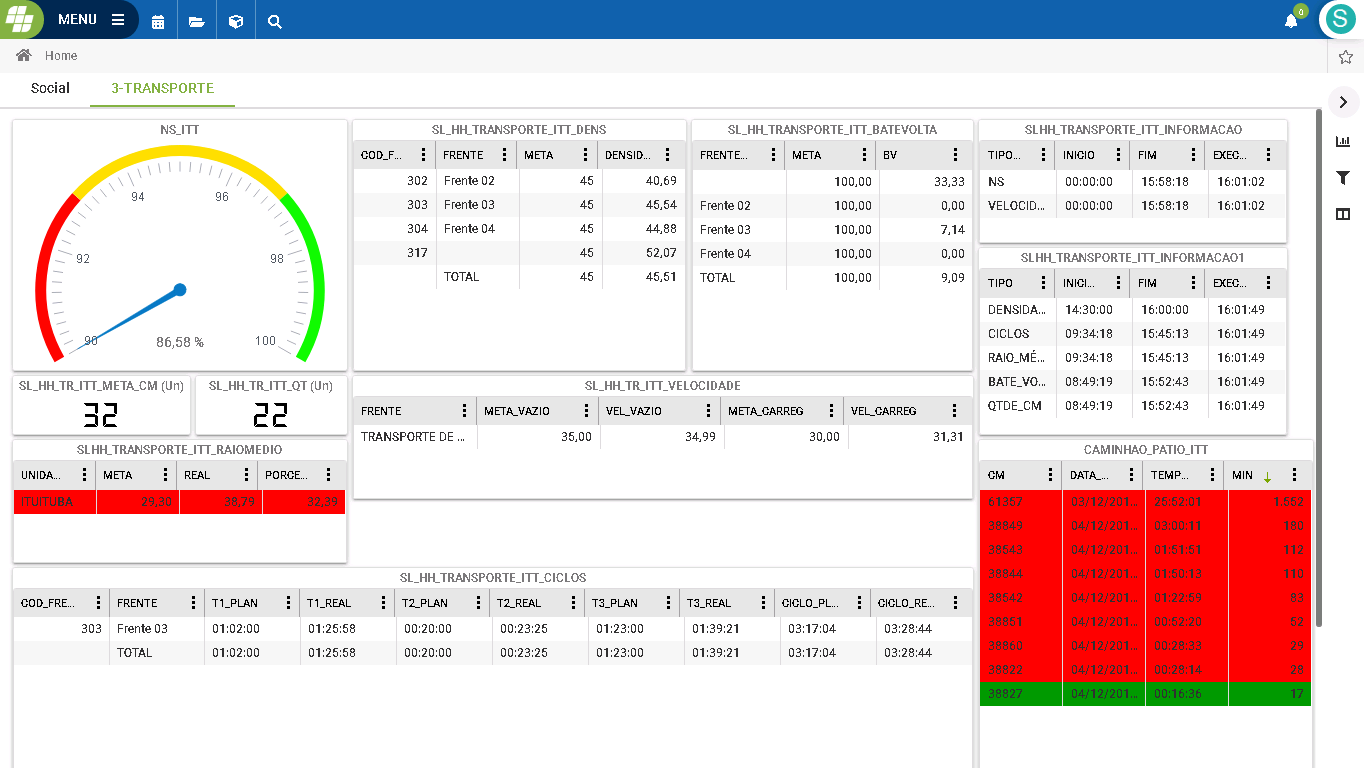 MENU
0
S
Home
Social 3-TRANSPORTE
NS_ITT
90 92 94 96 98 100
86,58 %
SL_HH_TRANSPORTE_ITT_DENS
COD_F... FRENTE META DENSID...
302 Frente 02 45 40,69
303 Frente 03 45 45,54
304 Frente 04 45 44,88
317 45 52,07
TOTAL 45 45,51
SL_HH_TRANSPORTE_ITT_BATEVOLTA
FRENTE... META BV
100,00 33,33
Frente 02 100,00 0,00
Frente 03 100,00 7,14
Frente 04 100,00 0,00
TOTAL 100,00 9,09
SLHH_TRANSPORTE_ITT_INFORMACAO
TIPO... INICIO FIM EXEC...
NS 00:00:00 15:58:18 16:01:02
VELOCID... 00:00:00 15:58:18 16:01:02
SLHH_TRANSPORTE_ITT_INFORMACAO1
TIPO INICI... FIM EXEC...
DENSIDA... 14:30:00 16:00:00 16:01:49
CICLOS 09:34:18 15:45:13 16:01:49
RAIO_MÉ... 09:34:18 15:45:13 16:01:49
BATE_VO... 08:49:19 15:52:43 16:01:49
QTDE_CM 08:49:19 15:52:43 16:01:49
SL_HH_TR_ITT_META_CM (Un)
32
SL_HH_TR_ITT_QT (Un)
22
SL_HH_TR_ITT_VELOCIDADE
FRENTE META_VAZIO VEL_VAZIO META_CARREG VEL_CARREG
TRANSPORTE DE ... 35,00 34,99 30,00 31,31
SLHH_TRANSPORTE_ITT_RAIOMEDIO
UNIDA... META REAL PORCE...
ITUITUBA 29,30 38,79 32,39
CAMINHAO_PATIO_ITT
CM DATA_... TEMP... MIN
61357 03/12/201... 25:52:01 1.552
38849 04/12/201... 03:00:11 180
38543 04/12/201... 01:51:51 112
38844 04/12/201... 01:50:13 110
38542 04/12/201... 01:22:59 83
38851 04/12/201... 00:52:20 52
38860 04/12/201... 00:28:33 29
38822 04/12/201... 00:28:14 28
38827 04/12/201... 00:16:36 17
SL_HH_TRANSPORTE_ITT_CICLOS
COD_FRE... FRENTE T1_PLAN T1_REAL T2_PLAN T2_REAL T3_PLAN T3_REAL CICLO_PL... CICLO_RE...
303 Frente 03 01:02:00 01:25:58 00:20:00 00:23:25 01:23:00 01:39:21 03:17:04 03:28:44
TOTAL 01:02:00 01:25:58 00:20:00 00:23:25 01:23:00 01:39:21 03:17:04 03:28:44